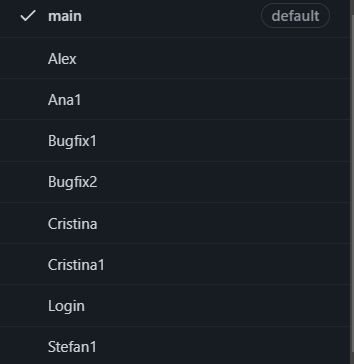 main default
Alex
Ana1
Bugfix1
Bugfix2
Cristina
Cristina1
Login
Stefan1